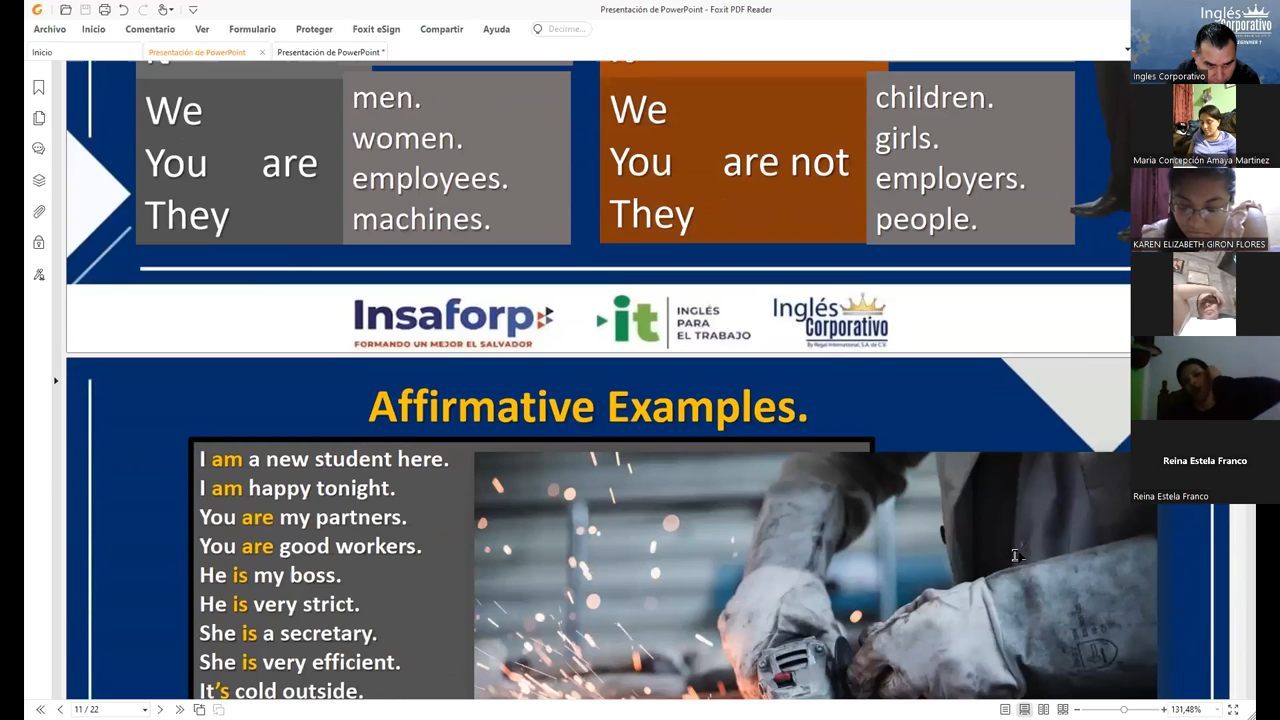 Presentación de PowerPoint - Foxit PDF Reader
Archivo Inicio Comentario Ver Formulario Proteger Foxit eSign Compartir Ayuda Decirme...
Inicio Presentación de PowerPoint Presentación de PowerPoint *
We
You are
They
men.
women.
employees.
machines.
We
You are not
They
children.
girls.
employers.
people.
Insaforp
FORMANDO UN MEJOR EL SALVADOR
it INGLÉS PARA EL TRABAJO
Inglés Corporativo
By Regal International, S.A. de C.V.
Affirmative Examples.
I am a new student here.
I am happy tonight.
You are my partners.
You are good workers.
He is my boss.
He is very strict.
She is a secretary.
She is very efficient.
It's cold outside.
11 / 22
131,48%
Inglés Corporativo
BEGINNER 1
Ingles Corporativo
Maria Concepción Amaya Martinez
KAREN ELIZABETH GIRON FLORES
Reina Estela Franco
Reina Estela Franco